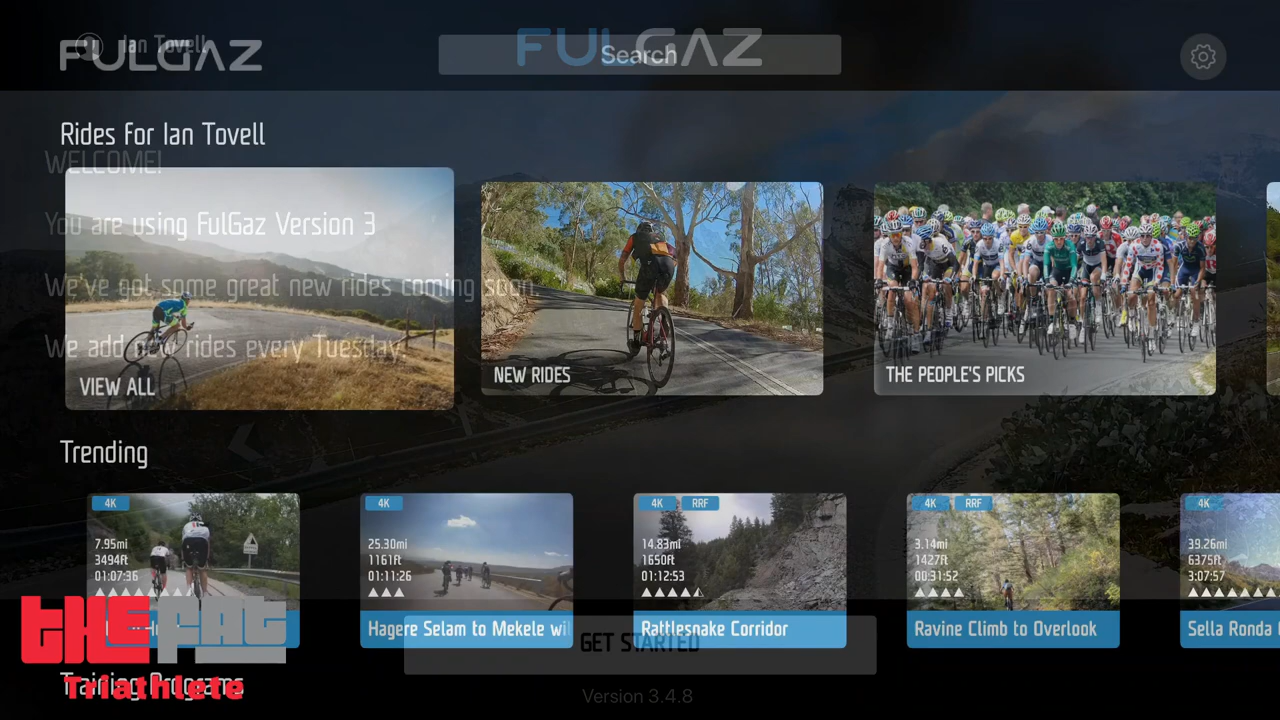 Ian Tovell
FULGAZ
FULGAZ
Search
Rides for Ian Tovell
WELCOME!
You are using FulGaz Version 3
We've got some great new rides coming soon
We add rides every Tuesday!
VIEW ALL
NEW RIDES
THE PEOPLE'S PICKS
Trending
4K
7.95mi
3494ft
01:07:36
4K
25.30mi
1161ft
01:11:26
Hagere Selam to Mekele wi
4K RRF
14.83mi
1650ft
01:12:53
Rattlesnake Corridor
4K RRF
3.14mi
1427ft
00:31:52
Ravine Climb to Overlook
4K
39.26mi
6375ft
3:07:57
Sella Ronda
GET STARTED
THE FAT
Triathlete
Training Programs
Version 3.4.8